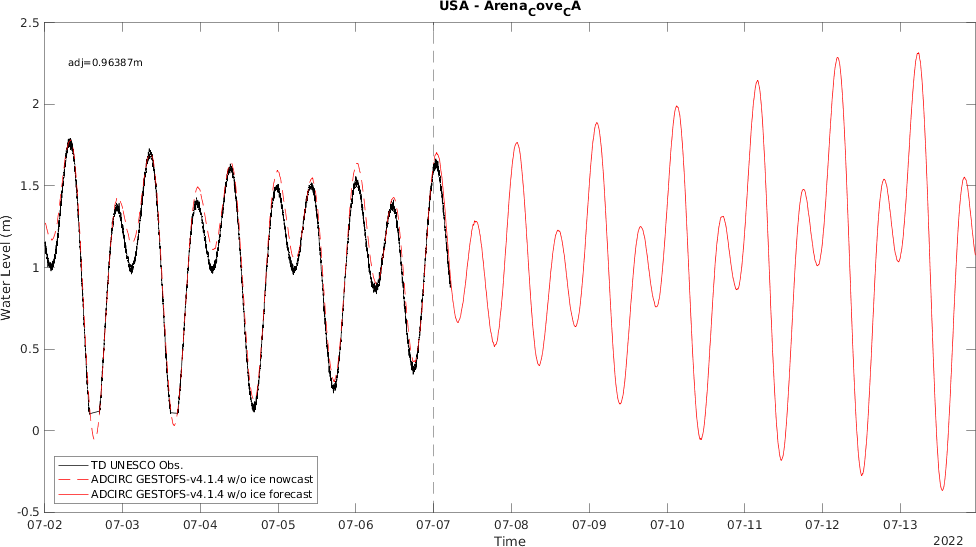 USA - ArenaCoveCA
adj=0.96387m
2.5
2
1.5
1
0.5
0
-0.5
Water Level (m)
TD UNESCO Obs.
ADCIRC GESTOFS-v4.1.4 w/o ice nowcast
ADCIRC GESTOFS-v4.1.4 w/o ice forecast
07-02 07-03 07-04 07-05 07-06 07-07 07-08 07-09 07-10 07-11 07-12 07-13
Time
2022